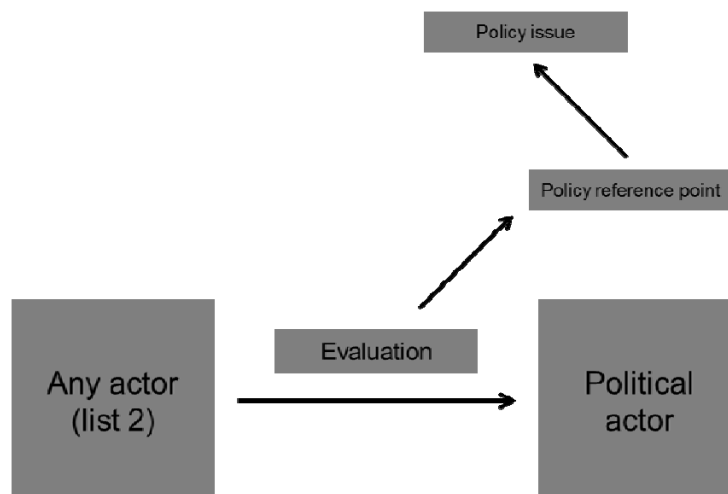 Policy issue
Policy reference point
Evaluation
Any actor
(list 2)
Political
actor